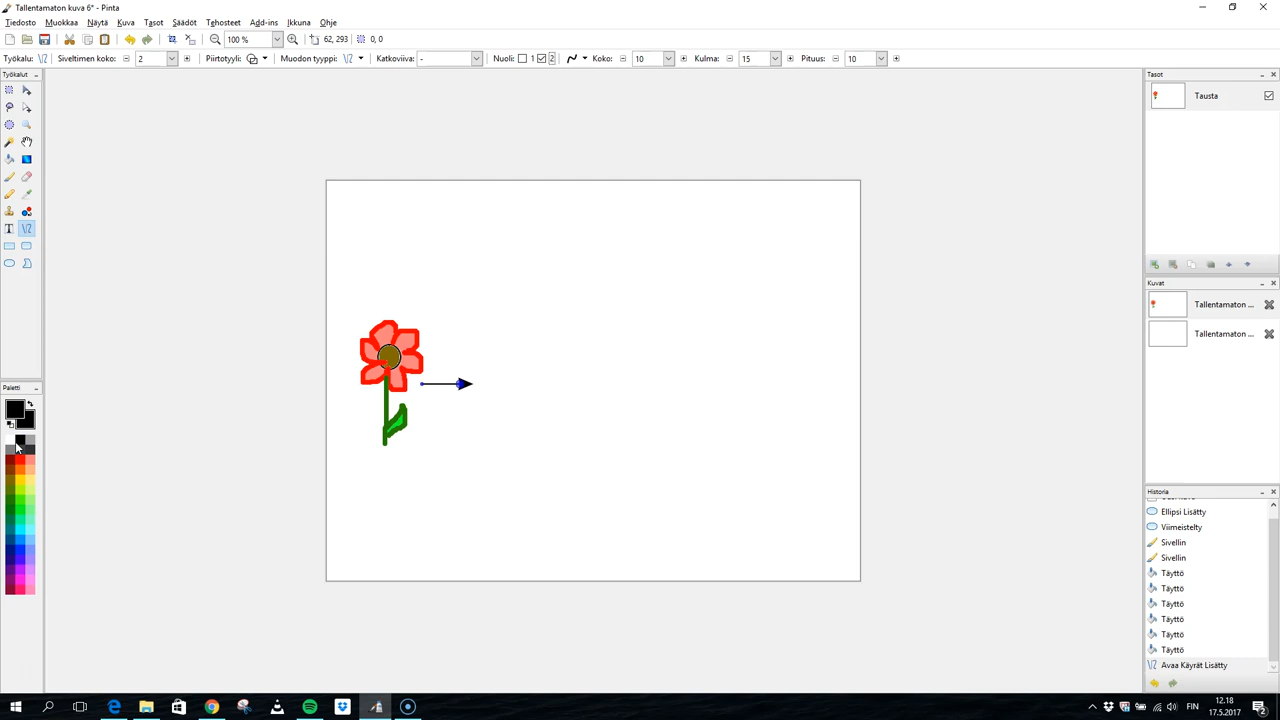 Tallentamaton kuva 6* - Pinta
Tiedosto Muokkaa Näytä Kuva Tasot Säädöt Tehosteet Add-ins Ikkuna Ohje
100 % 62, 293 0, 0
Työkalu: Siveltimen koko: 2 Piirtotyyli: Muodon tyyppi: Katkoviiva: - Nuoli: 1 2 Koko: 10 Kulma: 15 Pituus: 10
Työkalut
T
Paletti
Tasot
Tausta
Kuvat
Tallentamaton ...
Tallentamaton ...
Historia
Ellipsi Lisätty
Viimeistelty
Sivellin
Sivellin
Täyttö
Täyttö
Täyttö
Täyttö
Täyttö
Täyttö
Avaa Käyrät Lisätty
FIN
12.18
17.5.2017
2